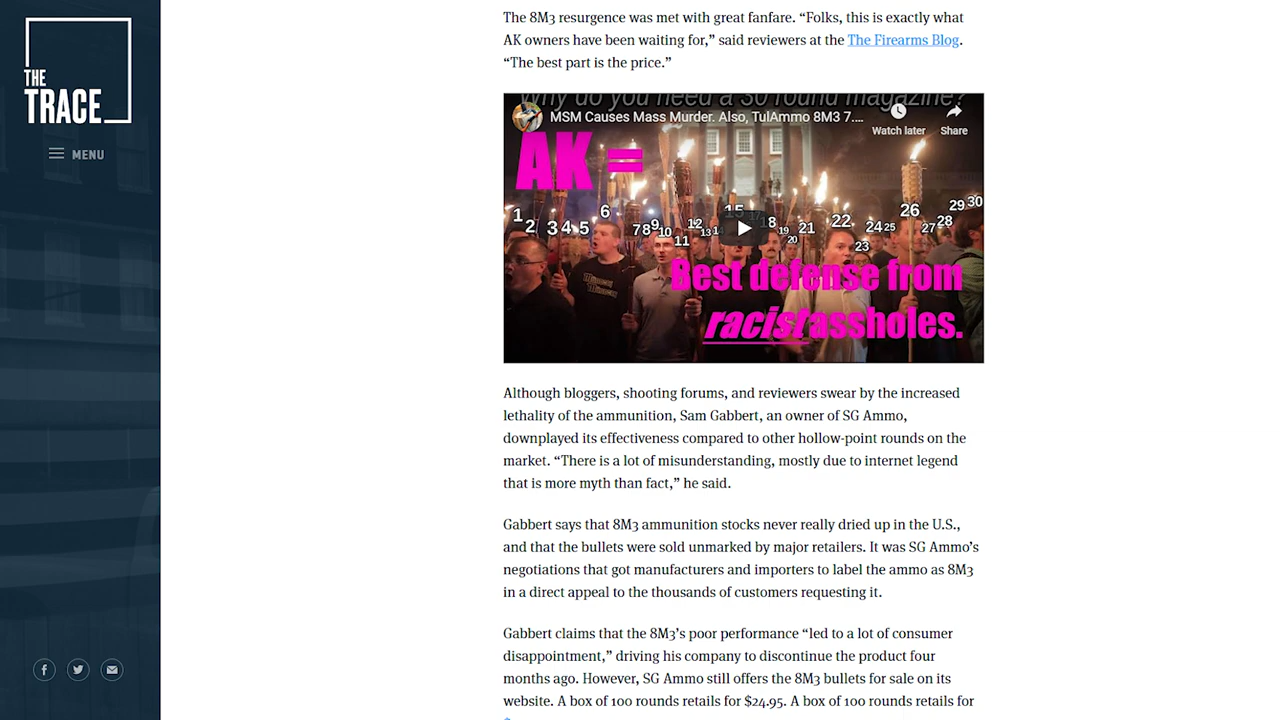 THE
TRACE
MENU
The 8M3 resurgence was met with great fanfare. “Folks, this is exactly what
AK owners have been waiting for,” said reviewers at the The Firearms Blog.
“The best part is the price.”
Why do you need a 30 round magazine?
MSM Causes Mass Murder. Also, TulAmmo 8M3 7....
Watch later
Share
AK =
1 2 3 4 5 6 7 8 9 10 11 12 13 14 15 17 18 19 20 21 22 23 24 25 26 27 28 29 30
Best defense from
racist assholes.
Although bloggers, shooting forums, and reviewers swear by the increased
lethality of the ammunition, Sam Gabbert, an owner of SG Ammo,
downplayed its effectiveness compared to other hollow-point rounds on the
market. “There is a lot of misunderstanding, mostly due to internet legend
that is more myth than fact,” he said.
Gabbert says that 8M3 ammunition stocks never really dried up in the U.S.,
and that the bullets were sold unmarked by major retailers. It was SG Ammo’s
negotiations that got manufacturers and importers to label the ammo as 8M3
in a direct appeal to the thousands of customers requesting it.
Gabbert claims that the 8M3’s poor performance “led to a lot of consumer
disappointment,” driving his company to discontinue the product four
months ago. However, SG Ammo still offers the 8M3 bullets for sale on its
website. A box of 100 rounds retails for $24.95. A box of 100 rounds retails for